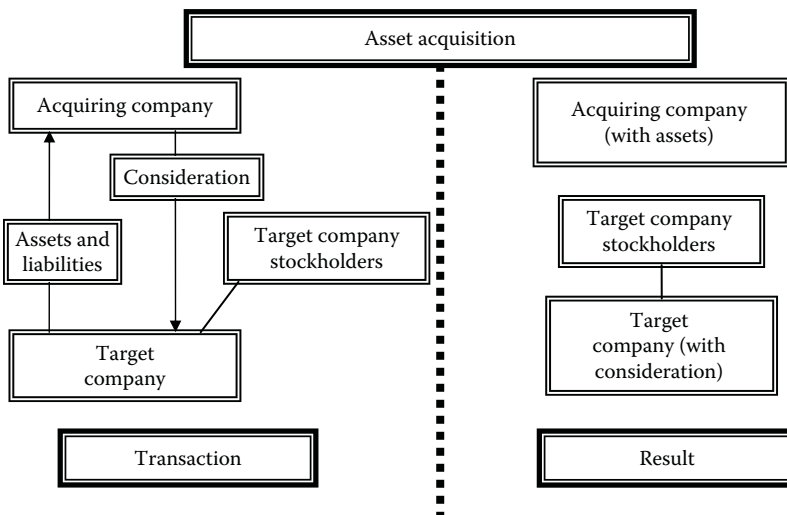 Asset acquisition
Acquiring company
Consideration
Assets and
liabilities
Target company
stockholders
Target
company
Transaction
Acquiring company
(with assets)
Target company
stockholders
Target
company (with
consideration)
Result